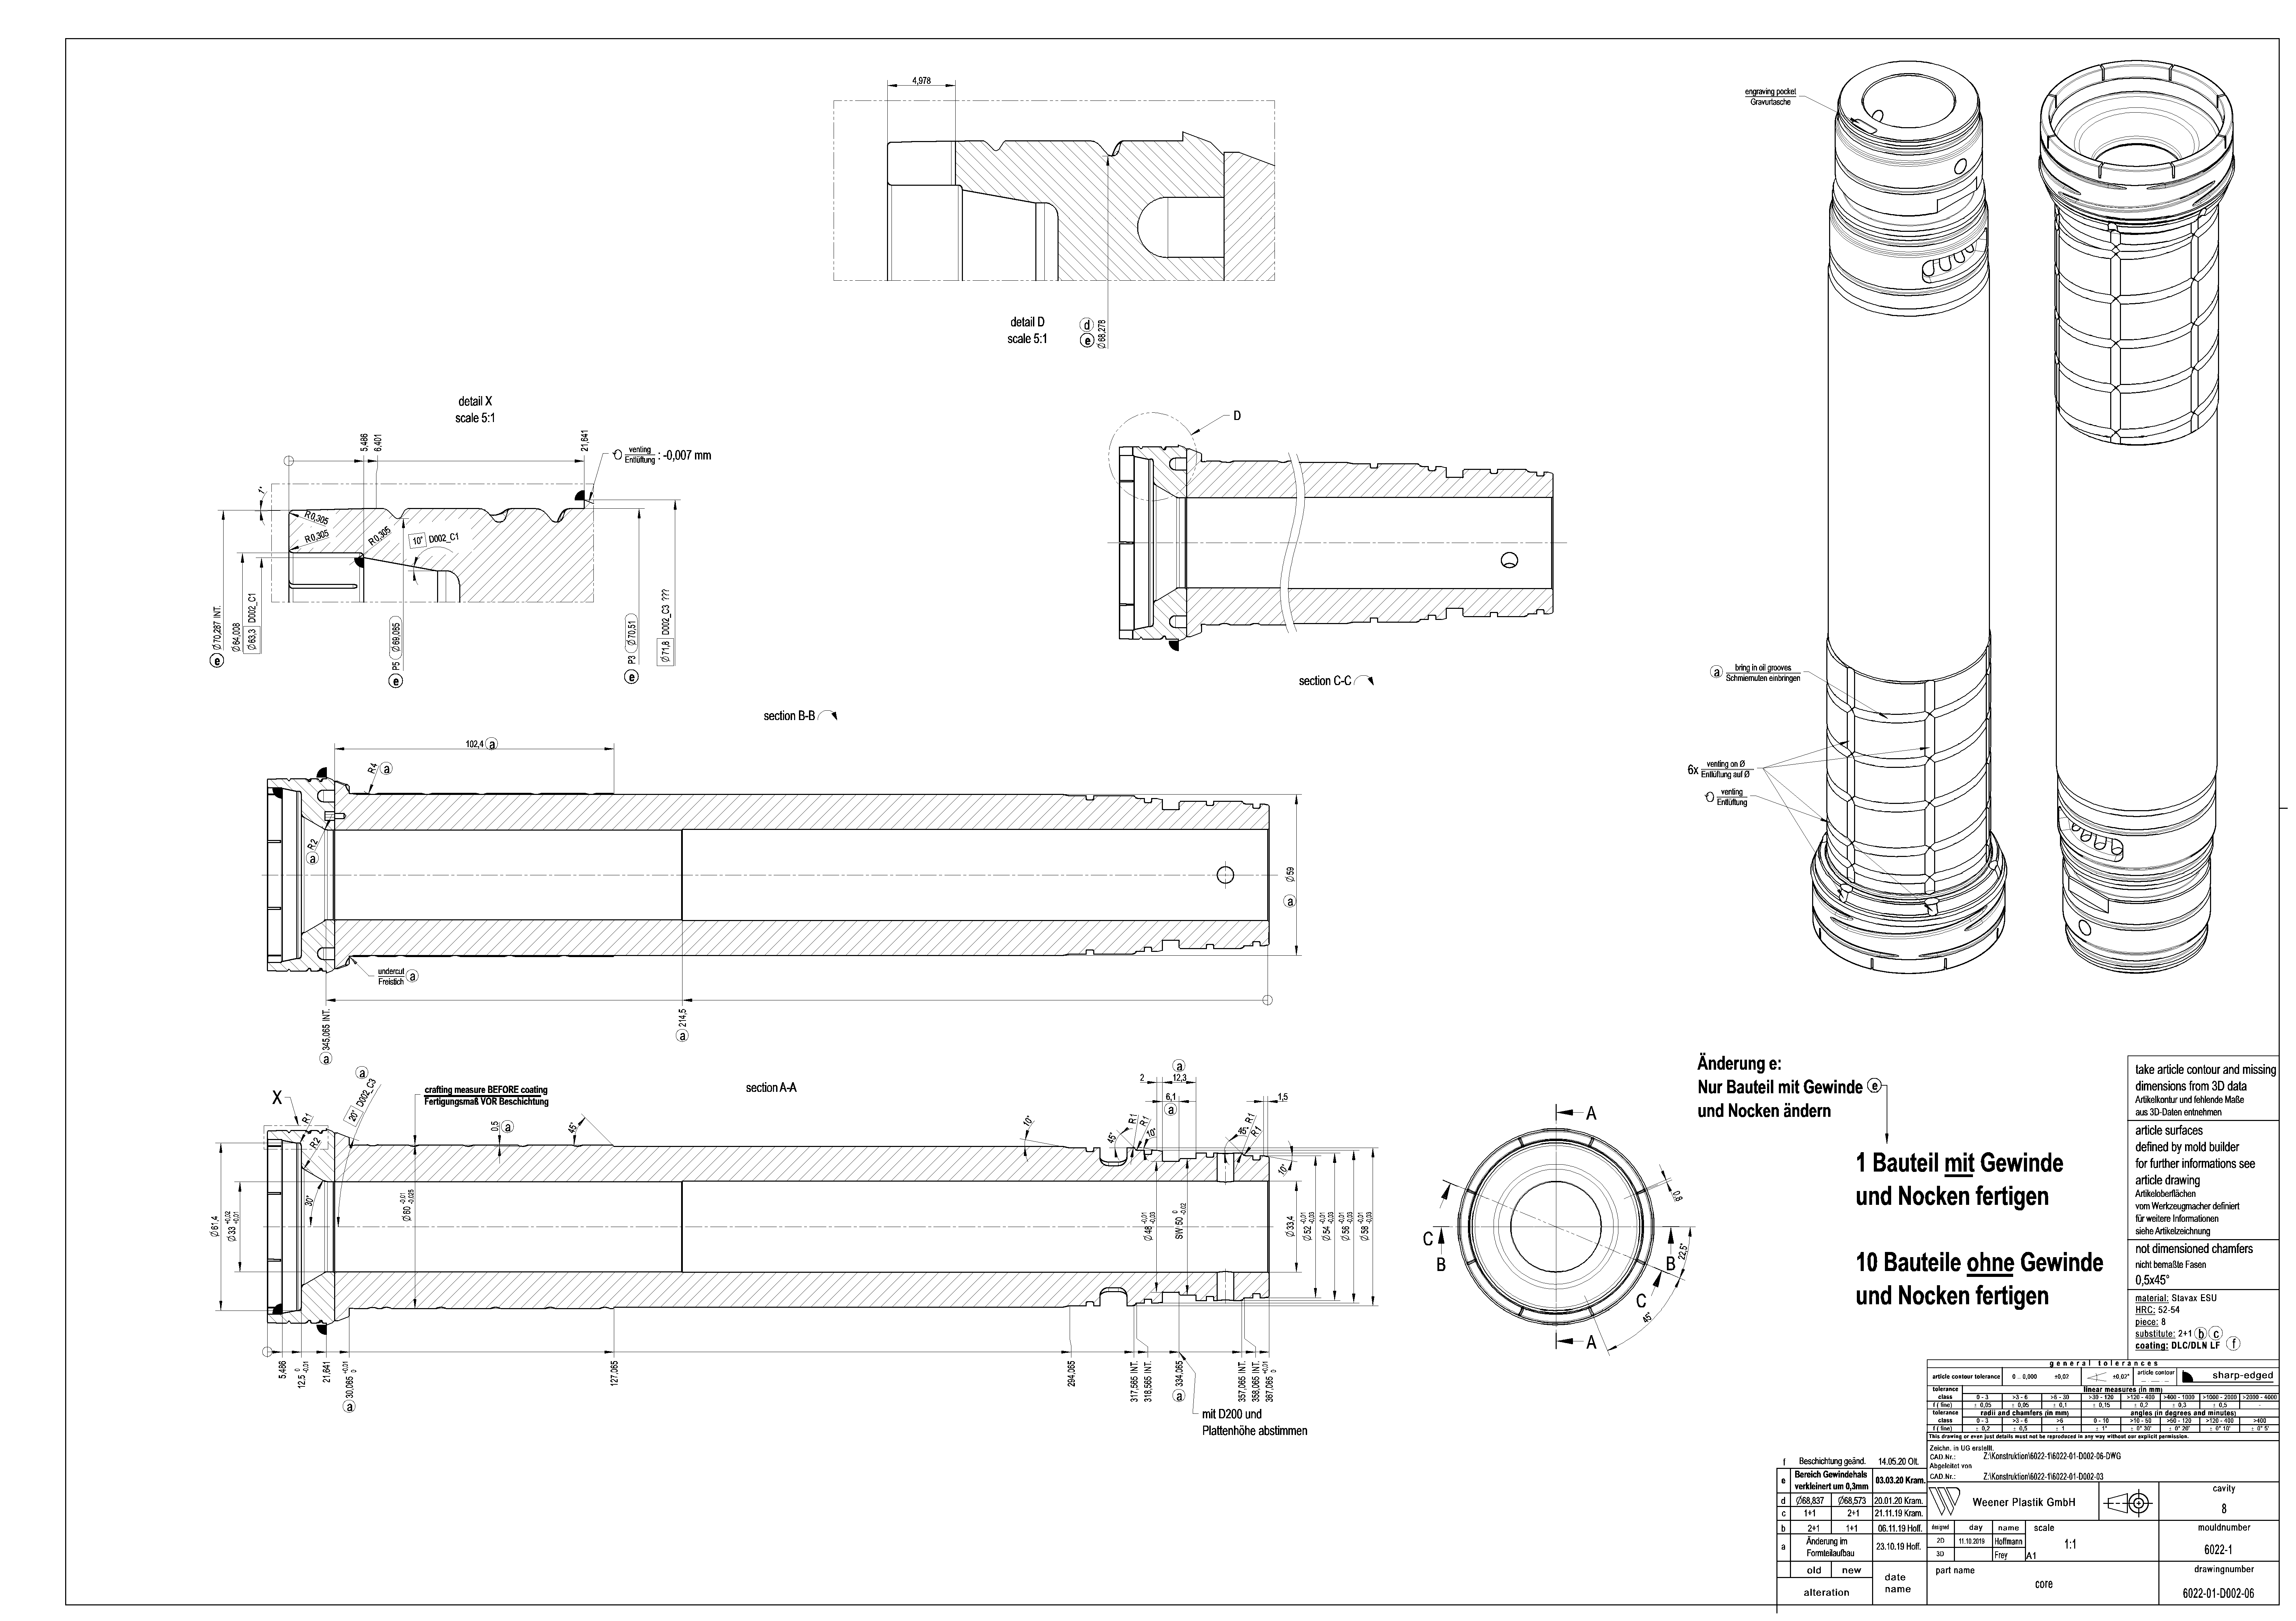 4,978
detail D
scale 5:1
d
e
Ø68,278
engraving pocket
Gravurtasche
detail X
scale 5:1
5,486
6,401
21,641
venting
Entlüftung : -0,007 mm
1°
R0,305
R0,305
R0,305
10° D002_C1
e Ø70,287 INT.
Ø64,008
Ø63,3 D002_C1
e P5 Ø69,085
e P3 Ø70,51
Ø71,8 D002_C3 ???
D
section C-C
a bring in oil grooves
Schmiernuten einbringen
6x venting on Ø
Entlüftung auf Ø
venting
Entlüftung
section B-B
102,4 a
R4 a
R2
a
Ø59
a
undercut
Freistich a
a 345,065 INT.
a 214,5
section A-A
X
R1
R2
a
20° D002_C3
crafting measure BEFORE coating
Fertigungsmaß VOR Beschichtung
0,5 a
45°
10°
30°
Ø61,4
Ø33 +0,02 +0,01
Ø60 -0,01 -0,025
a
2 12,3
6,1
a
1,5
45° R1 R1 10°
45° R1 R1
10°
Ø48 -0,01 -0,03
SW 50 0 -0,02
Ø33,4
Ø52 -0,01 -0,03
Ø54 -0,01 -0,03
Ø56 -0,01 -0,03
Ø58 -0,01 -0,03
5,486
12,5 0 -0,01
21,641
a 30,065 +0,01 0
127,065
294,065
317,565 INT.
318,565 INT.
a 334,065
357,065 INT.
358,065 INT.
367,065 +0,01 0
mit D200 und
Plattenhöhe abstimmen
A
A
B
B
C
C
0,8
22,5°
45°
Änderung e:
Nur Bauteil mit Gewinde e
und Nocken ändern
1 Bauteil mit Gewinde
und Nocken fertigen
10 Bauteile ohne Gewinde
und Nocken fertigen
take article contour and missing
dimensions from 3D data
Artikelkontur und fehlende Maße
aus 3D-Daten entnehmen
article surfaces
defined by mold builder
for further informations see
article drawing
Artikeloberflächen
vom Werkzeugmacher definiert
für weitere Informationen
siehe Artikelzeichnung
not dimensioned chamfers
nicht bemaßte Fasen
0,5x45°
material: Stavax ESU
HRC: 52-54
piece: 8
substitute: 2+1 b c
coating: DLC/DLN LF f
general tolerances
article contour tolerance 0 .. 0,000 ±0,02 ±0,02° article contour sharp-edged
tolerance linear measures (in mm)
class 0 - 3 >3 - 6 >6 - 30 >30 - 120 >120 - 400 >400 - 1000 >1000 - 2000 >2000 - 4000
f ( fine) ± 0,05 ± 0,05 ± 0,1 ± 0,15 ± 0,2 ± 0,3 ± 0,5 -
tolerance radii and chamfers (in mm) angles (in degrees and minutes)
class 0 - 3 >3 - 6 >6 0 - 10 >10 - 50 >50 - 120 >120 - 400 >400
f ( fine) ± 0,2 ± 0,5 ± 1 ± 1° ± 0° 30' ± 0° 20' ± 0° 10' ± 0° 5'
This drawing or even just details must not be reproduced in any way without our explicit permission.
Zeichn. in UG erstellt.
CAD.Nr.: Z:\Konstruktion\6022-1\6022-01-D002-06-DWG
Abgeleitet von
CAD.Nr.: Z:\Konstruktion\6022-1\6022-01-D002-03
f Beschichtung geänd. 14.05.20 Olt.
e Bereich Gewindehals
verkleinert um 0,3mm 03.03.20 Kram.
d Ø68,837 Ø68,573 20.01.20 Kram.
c 1+1 2+1 21.11.19 Kram.
b 2+1 1+1 06.11.19 Hoff.
a Änderung im
Formteilaufbau 23.10.19 Hoff.
old new date
alteration name
W Weener Plastik GmbH
cavity
8
designed day name scale
2D 11.10.2019 Hoffmann
3D Frey A1
1:1
mouldnumber
6022-1
part name
core
drawingnumber
6022-01-D002-06